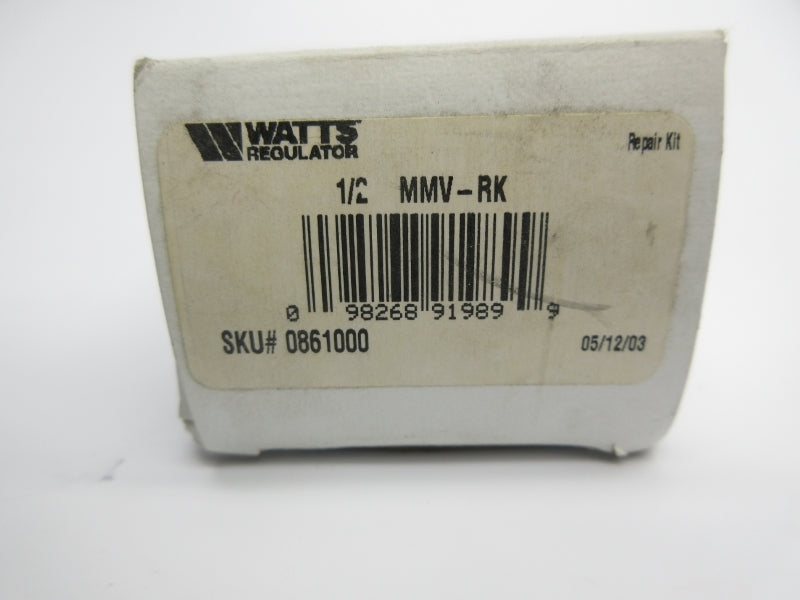 WATTS
REGULATOR
Repair Kit
1/2 MMV-RK
0 98268 91989 9
SKU# 0861000
05/12/03